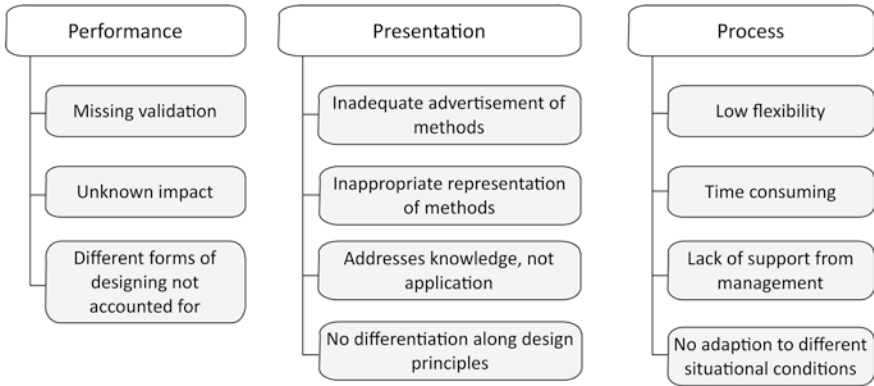 Performance
Missing validation
Unknown impact
Different forms of
designing not
accounted for
Presentation
Inadequate advertisement of
methods
Inappropriate representation
of methods
Addresses knowledge, not
application
No differentiation along design
principles
Process
Low flexibility
Time consuming
Lack of support from
management
No adaption to different
situational conditions